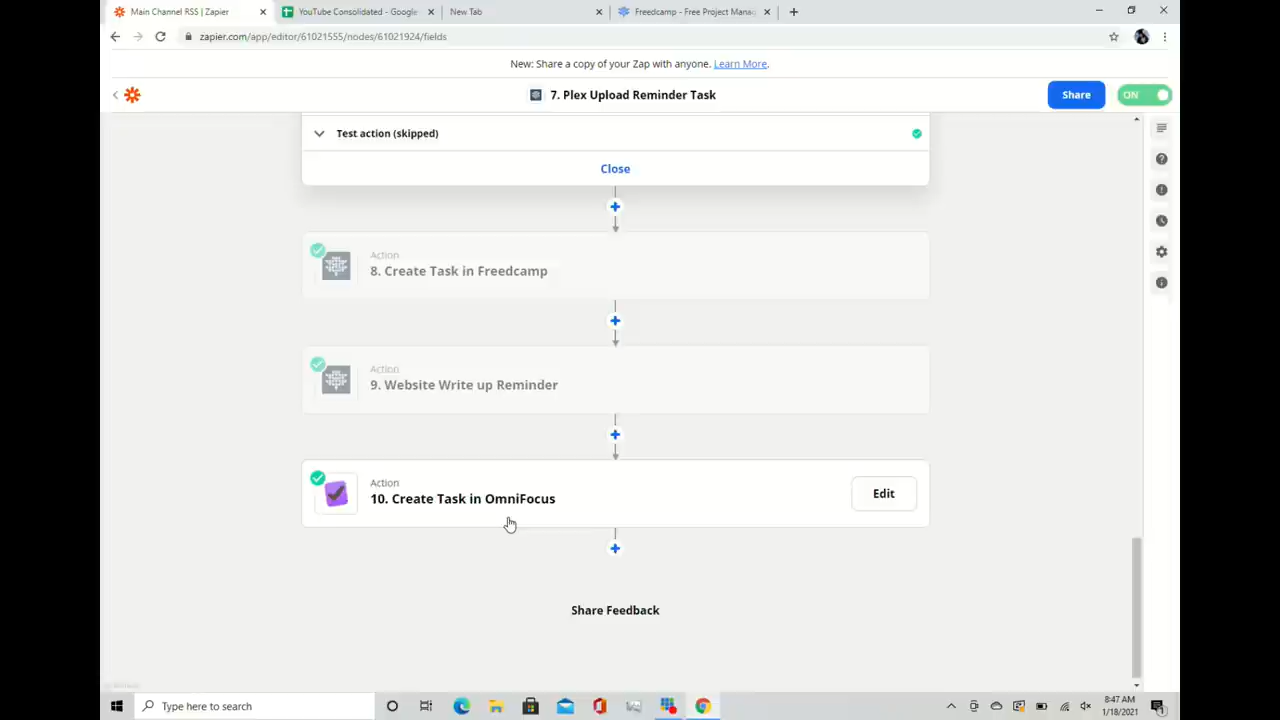 Main Channel RSS | Zapier
YouTube Consolidated - Google
New Tab
Freedcamp - Free Project Mana
zapier.com/app/editor/61021555/nodes/61021924/fields
New: Share a copy of your Zap with anyone. Learn More.
7. Plex Upload Reminder Task
Share
ON
Test action (skipped)
Close
Action
8. Create Task in Freedcamp
Action
9. Website Write up Reminder
Action
10. Create Task in OmniFocus
Edit
Share Feedback
Type here to search
8:47 AM
1/18/2021